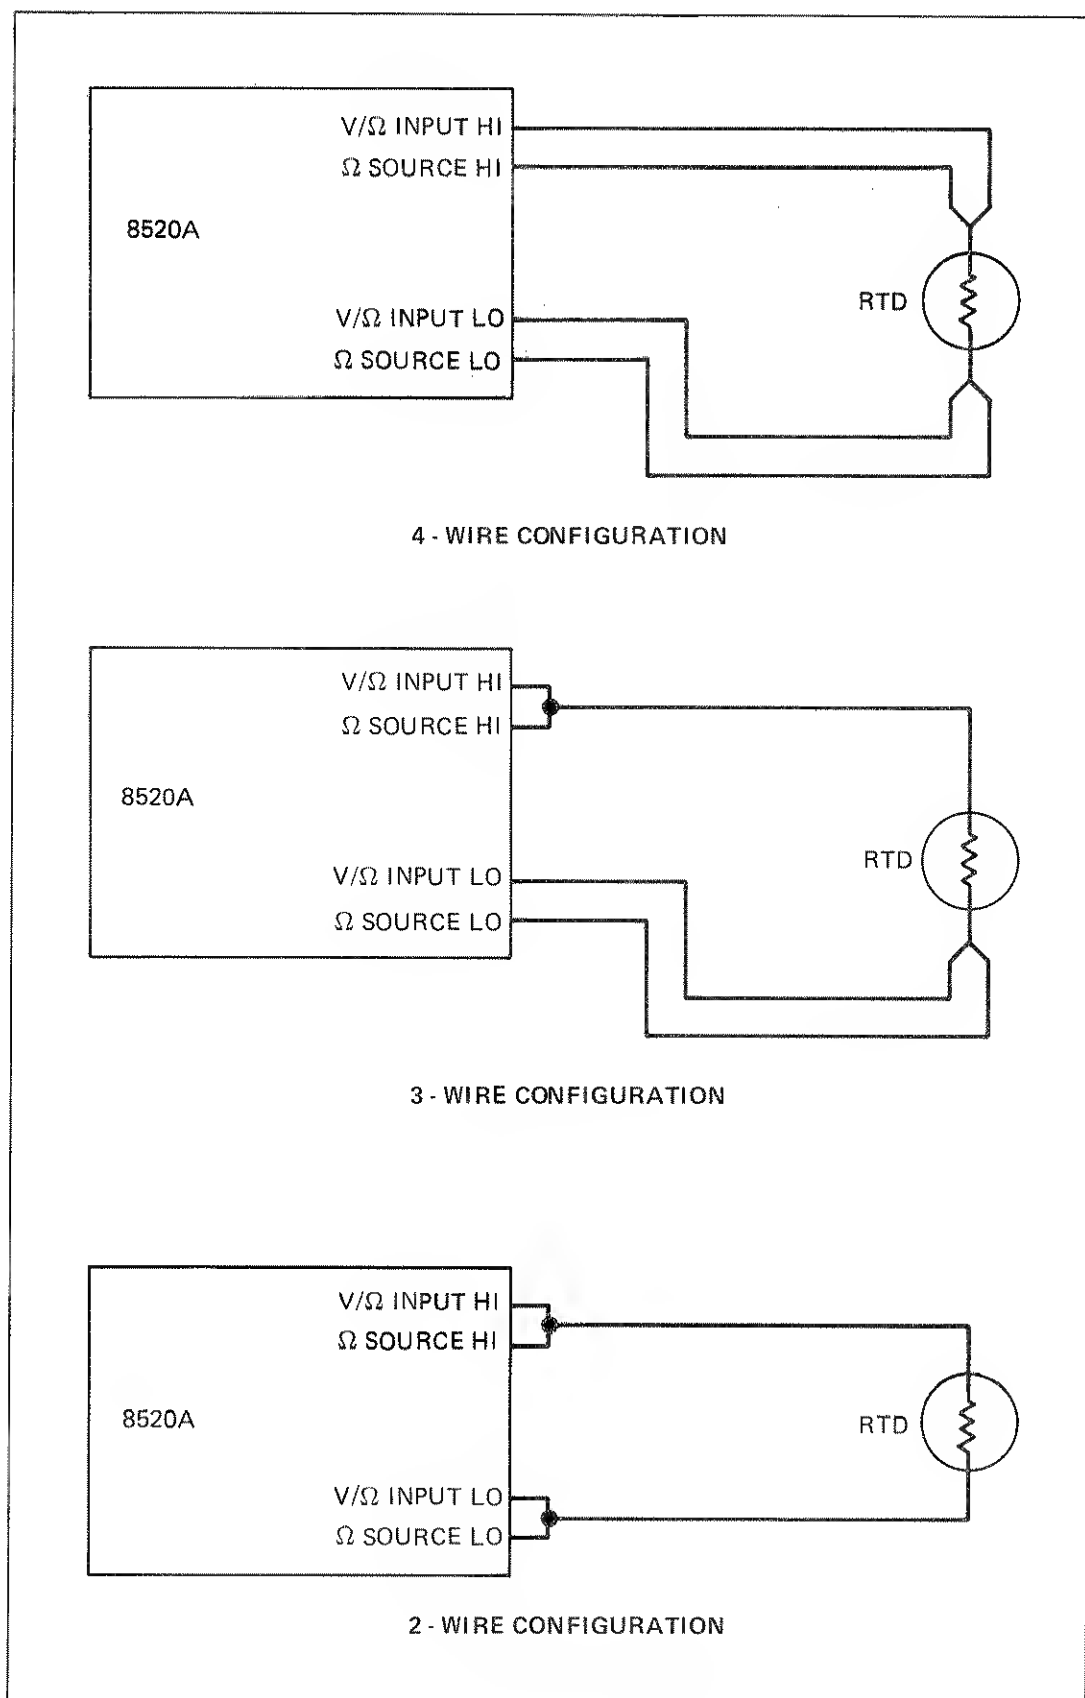 V/Ω INPUT HI
Ω SOURCE HI
8520A
RTD
V/Ω INPUT LO
Ω SOURCE LO
4 - WIRE CONFIGURATION
V/Ω INPUT HI
Ω SOURCE HI
8520A
RTD
V/Ω INPUT LO
Ω SOURCE LO
3 - WIRE CONFIGURATION
V/Ω INPUT HI
Ω SOURCE HI
8520A
RTD
V/Ω INPUT LO
Ω SOURCE LO
2 - WIRE CONFIGURATION